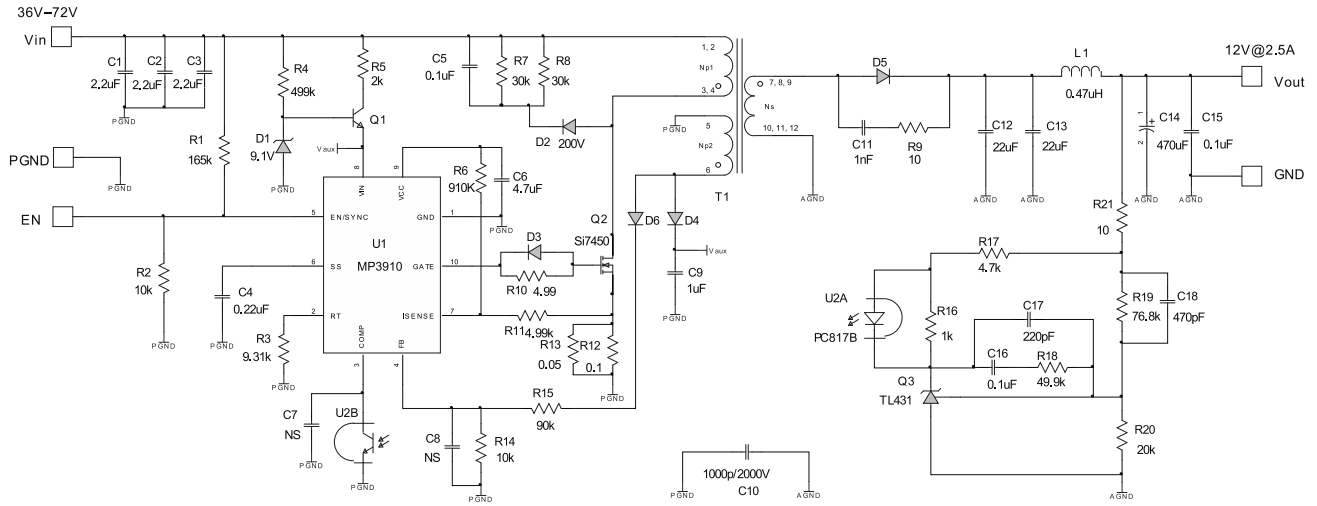 36V–72V
Vin
C1
2.2uF
C2
2.2uF
C3
2.2uF
PGND
R1
165k
R4
499k
R5
2k
Q1
D1
9.1V
PGND
Vaux
C5
0.1uF
R7
30k
R8
30k
D2
200V
1, 2
Np1
3, 4
PGND
5
Np2
6
T1
7, 8, 9
Ns
10, 11, 12
AGND
D5
C11
1nF
R9
10
C12
22uF
AGND
C13
22uF
AGND
L1
0.47uH
1
2
C14
470uF
AGND
C15
0.1uF
AGND
12V@2.5A
Vout
GND
PGND
PGND
EN
R2
10k
PGND
C4
0.22uF
PGND
R3
9.31k
PGND
8
VIN
9
VCC
5
EN/SYNC
GND
1
U1
MP3910
6
SS
GATE
10
2
RT
ISENSE
7
COMP
3
FB
4
R6
910K
C6
4.7uF
PGND
D3
R10
4.99
Q2
Si7450
R11
4.99k
R13
0.05
R12
0.1
PGND
D6
D4
Vaux
C9
1uF
PGND
C7
NS
PGND
U2B
PGND
C8
NS
R14
10k
PGND
R15
90k
PGND
1000p/2000V
C10
AGND
R21
10
R17
4.7k
U2A
PC817B
R16
1k
C17
220pF
C16
0.1uF
R18
49.9k
R19
76.8k
C18
470pF
Q3
TL431
R20
20k
AGND